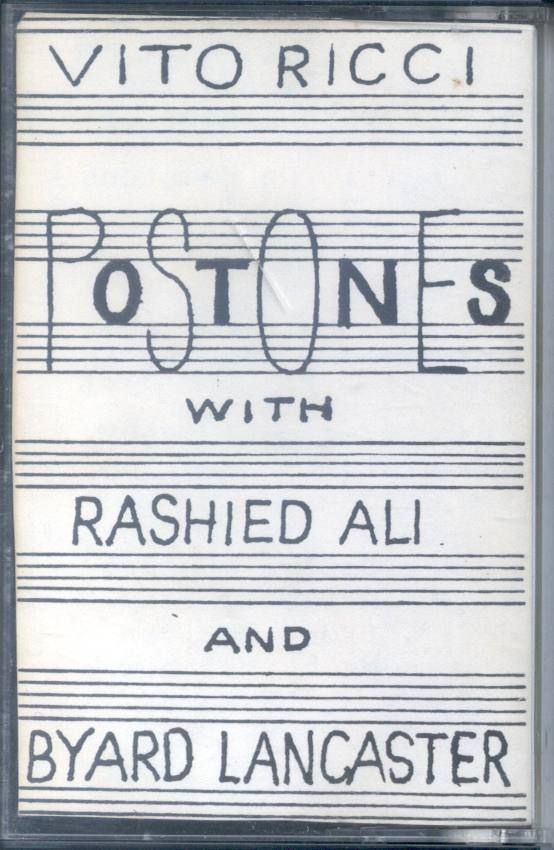 VITO RICCI
POSTONES
WITH
RASHIED ALI
AND
BYARD LANCASTER